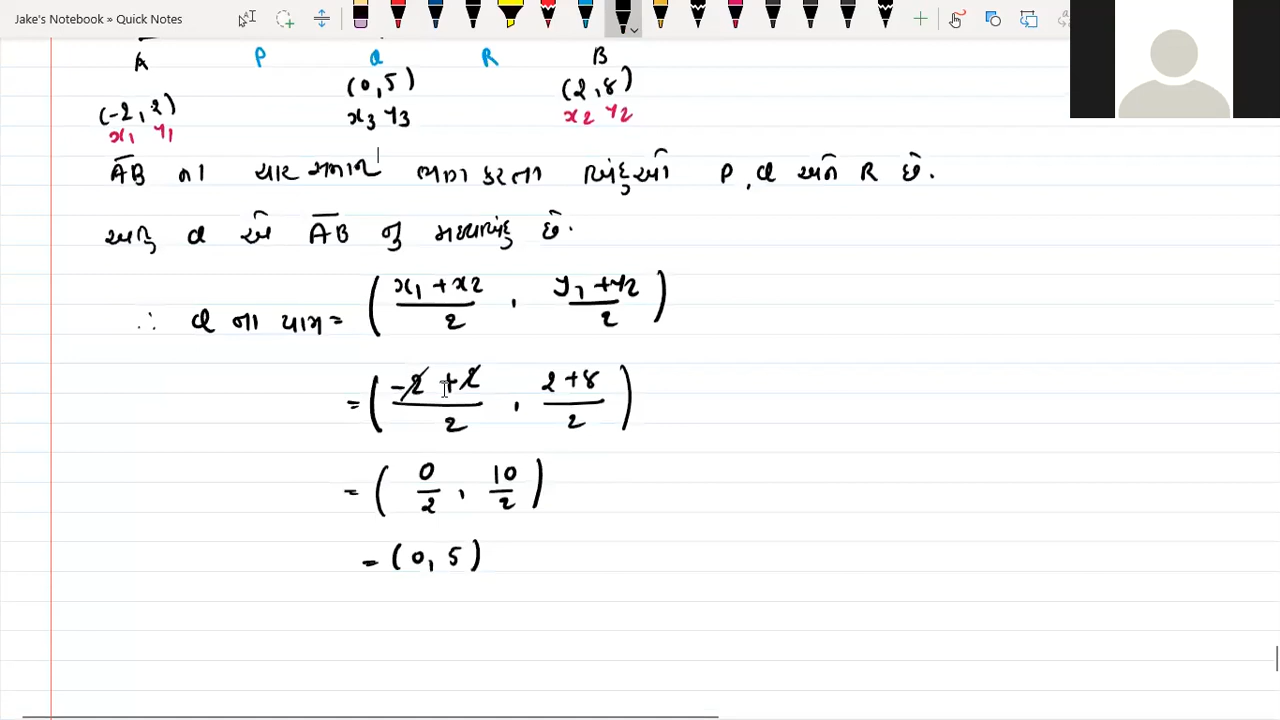 Jake's Notebook » Quick Notes
A P Q R B
(0,5) (2,8)
(-2,2) x3 y3 x2 y2
x1 y1
AB ના ચાર સમાન ભાગ કરતા બિંદુઓ P, Q અને R છે.
Q એ AB નું મધ્યબિંદુ છે.
∴ Q ના યામ = ( (x1 + x2)/2 , (y1 + y2)/2 )
= ( (-2 + 2)/2 , (2 + 8)/2 )
= ( 0/2 , 10/2 )
= (0, 5)